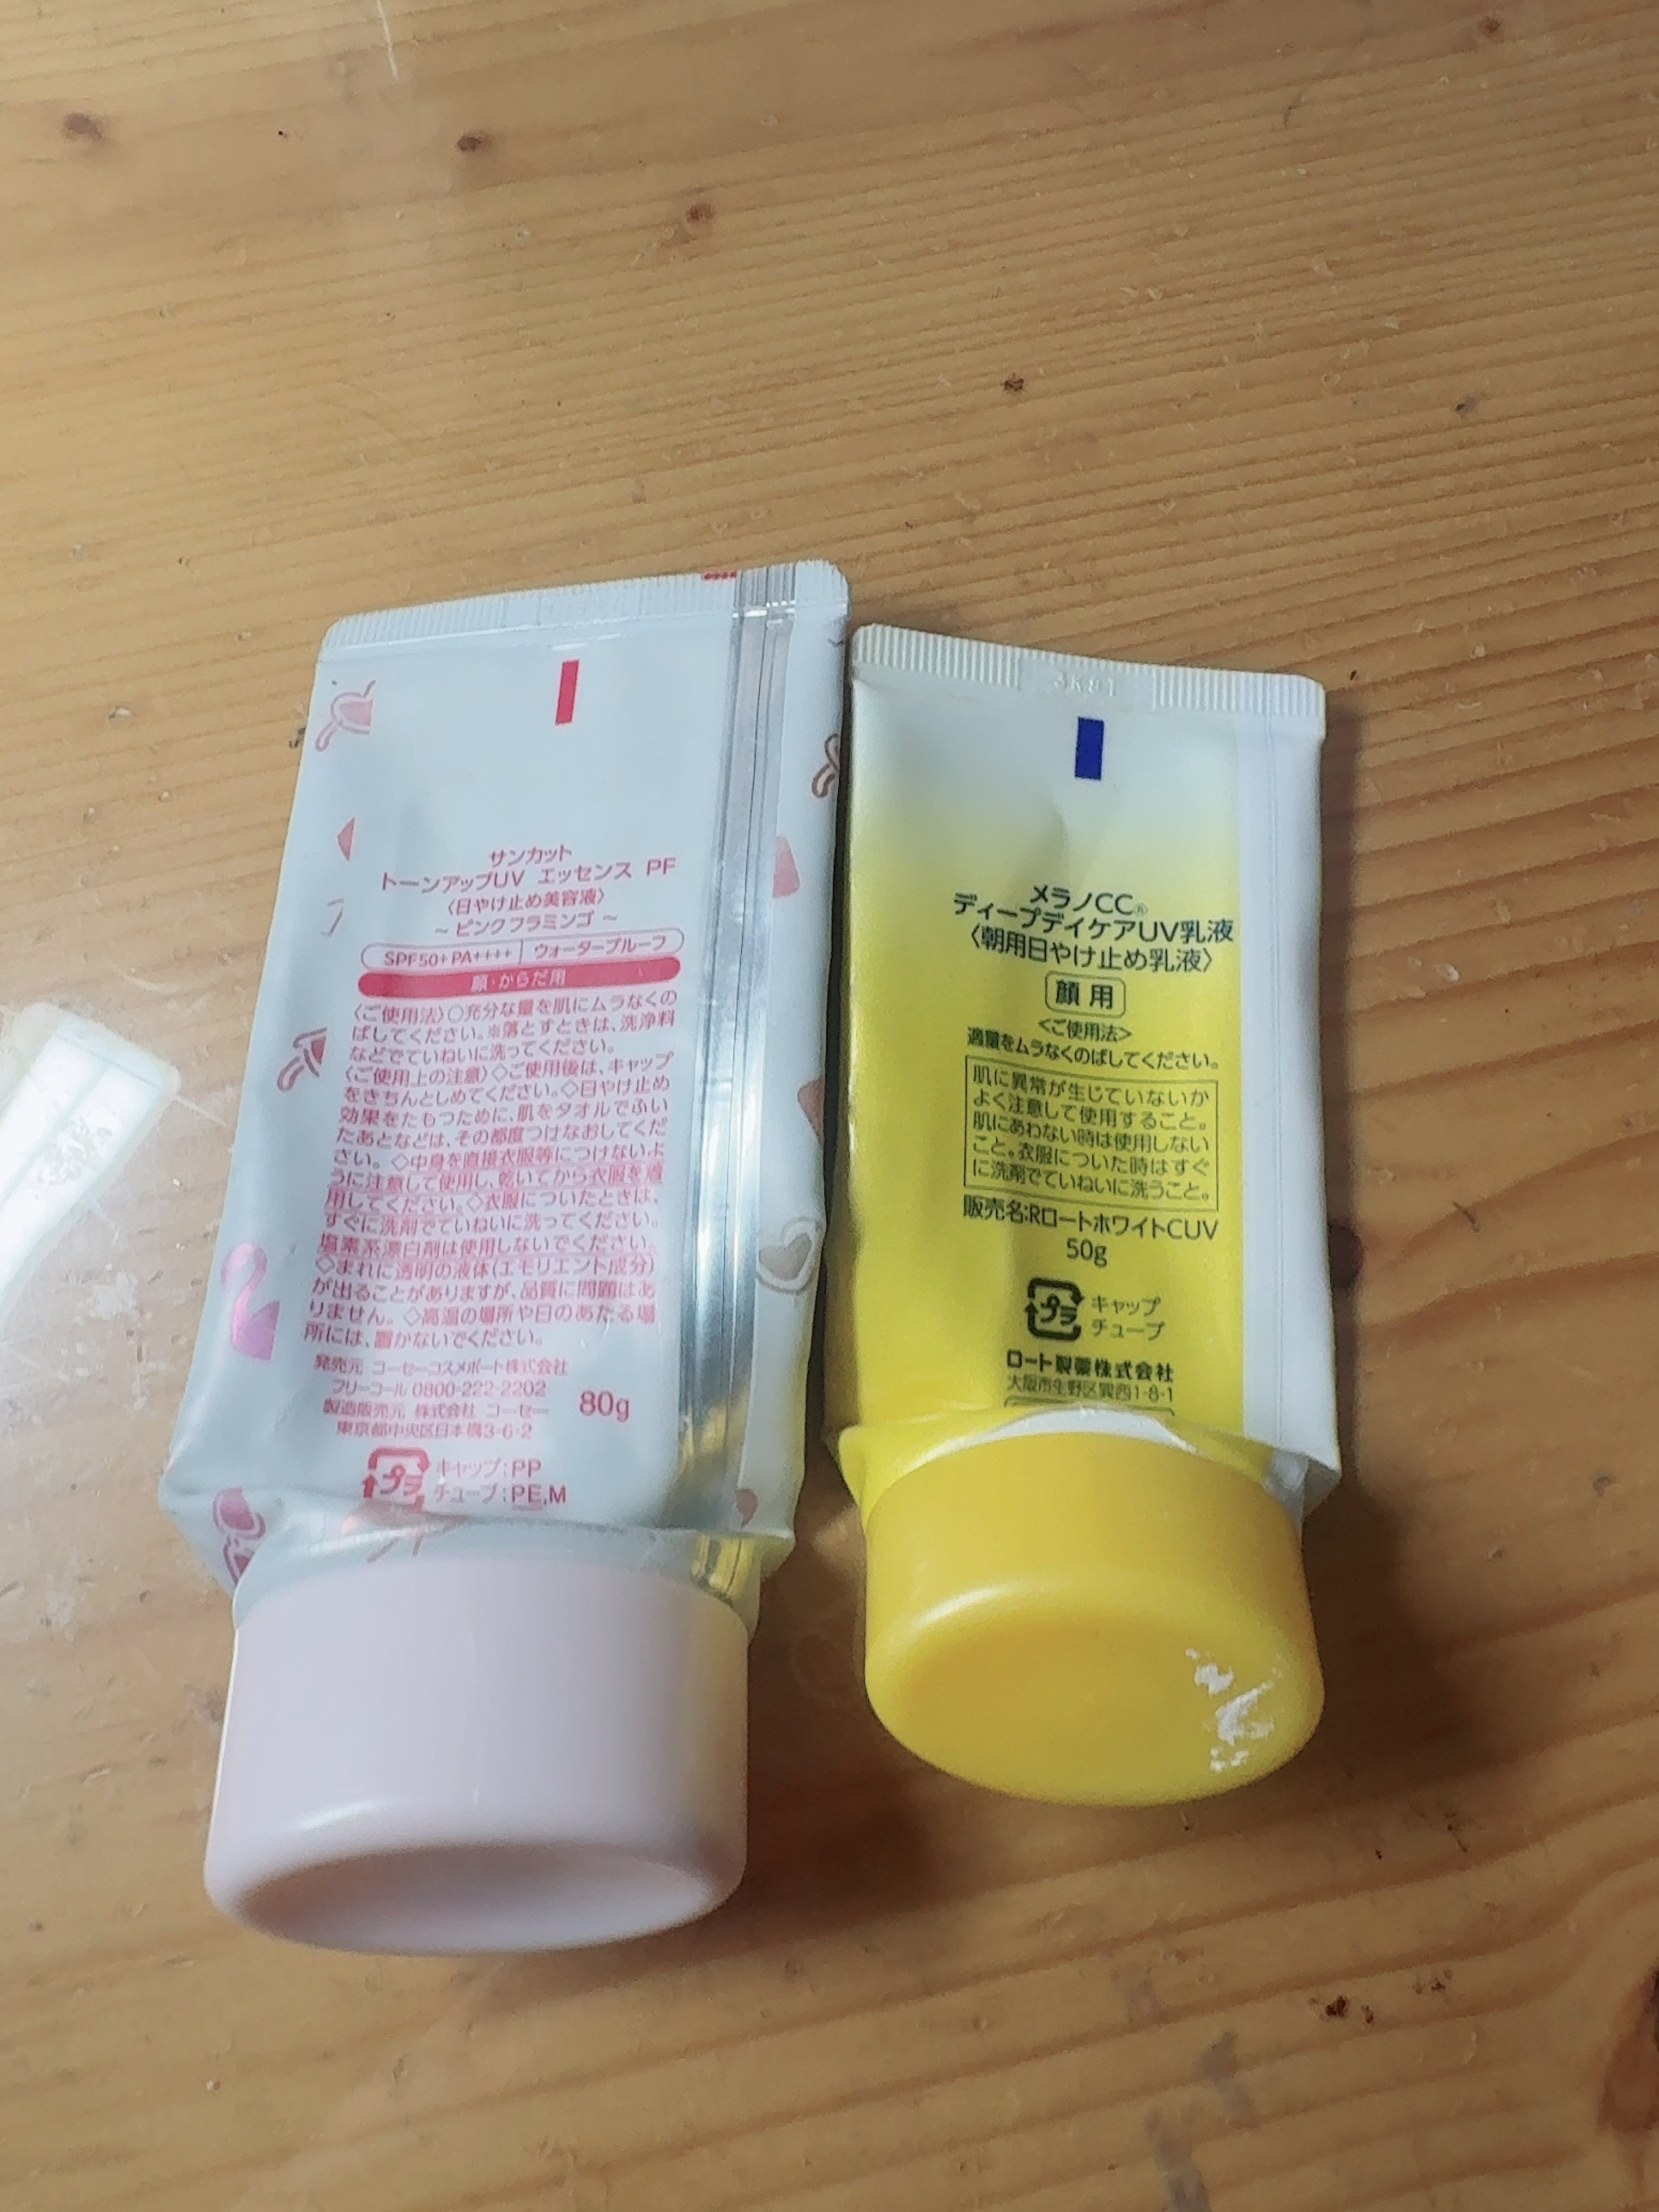 サンカット
トーンアップUV エッセンス PF
〈日やけ止め美容液〉
～ ピンクフラミンゴ ～
SPF50+ PA++++ ウォータープルーフ
顔・からだ用
〈ご使用法〉○充分な量を肌にムラなくの
ばしてください。※落とすときは、洗浄料
などでていねいに洗ってください。
〈ご使用上の注意〉◇ご使用後は、キャップ
をきちんとしめてください。◇日やけ止め
効果をたもつために、肌をタオルでふい
たあとなどは、その都度つけなおしてくだ
さい。◇中身を直接衣服等につけないよ
うに注意して使用し、乾いてから衣服を着
用してください。◇衣服についたときは、
すぐに洗剤でていねいに洗ってください。
塩素系漂白剤は使用しないでください。
◇まれに透明の液体(エモリエント成分)
が出ることがありますが、品質に問題はあ
りません。◇高温の場所や日のあたる場
所には、置かないでください。
発売元 コーセーコスメポート株式会社
フリーコール 0800-222-2202
製造販売元 株式会社 コーセー
東京都中央区日本橋3-6-2
80g
プラ
キャップ:PP
チューブ:PE,M
3K81
メラノCC®
ディープデイケアUV乳液
〈朝用日やけ止め乳液〉
顔用
<ご使用法>
適量をムラなくのばしてください。
肌に異常が生じていないか
よく注意して使用すること。
肌にあわない時は使用しない
こと。衣服についた時はすぐ
に洗剤でていねいに洗うこと。
販売名:RロートホワイトCUV
50g
プラ
キャップ
チューブ
ロート製薬株式会社
大阪市生野区巽西1-8-1